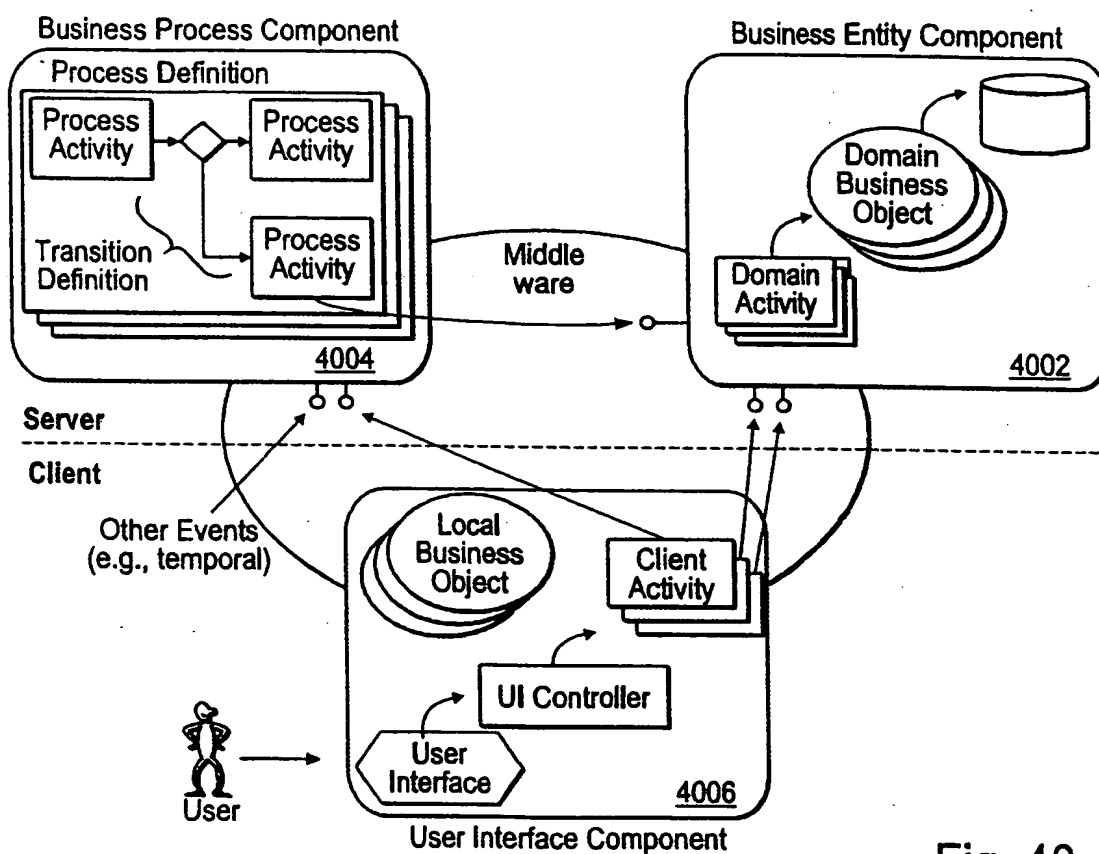 Business Process Component
Business Entity Component
Process Definition
Process
Activity
Process
Activity
Process
Activity
Transition
Definition
4004
Middle
ware
Domain
Business
Object
Domain
Activity
4002
Server
Client
Other Events
(e.g., temporal)
Local
Business
Object
Client
Activity
UI Controller
User
Interface
4006
User
User Interface Component